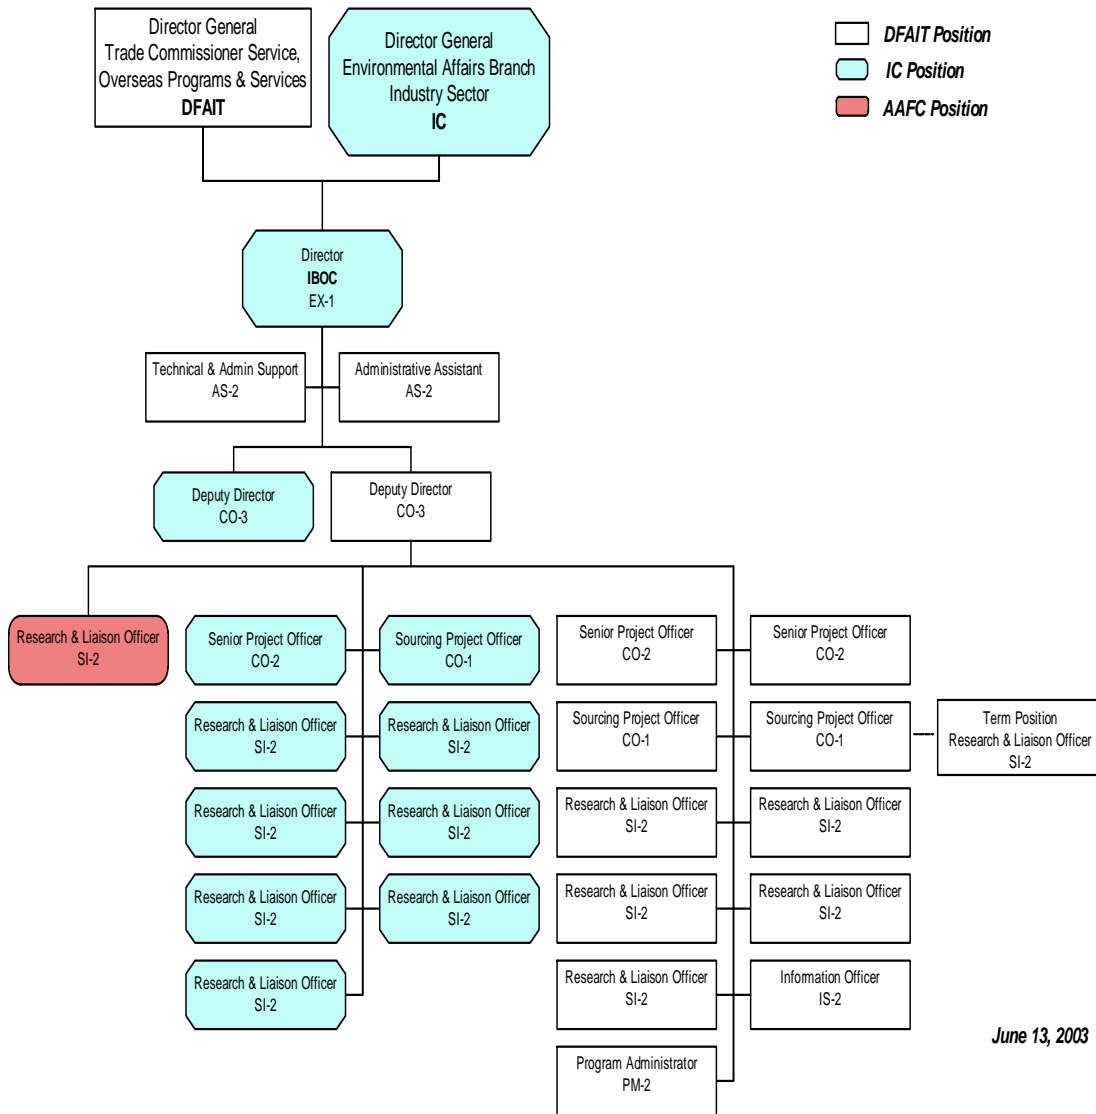 Director General
Trade Commissioner Service,
Overseas Programs & Services
DFAIT
Director General
Environmental Affairs Branch
Industry Sector
IC
DFAIT Position
IC Position
AAFC Position
Director
IBOC
EX-1
Technical & Admin Support
AS-2
Administrative Assistant
AS-2
Deputy Director
CO-3
Deputy Director
CO-3
Research & Liaison Officer
SI-2
Senior Project Officer
CO-2
Sourcing Project Officer
CO-1
Senior Project Officer
CO-2
Senior Project Officer
CO-2
Research & Liaison Officer
SI-2
Research & Liaison Officer
SI-2
Sourcing Project Officer
CO-1
Sourcing Project Officer
CO-1
Term Position
Research & Liaison Officer
SI-2
Research & Liaison Officer
SI-2
Research & Liaison Officer
SI-2
Research & Liaison Officer
SI-2
Research & Liaison Officer
SI-2
Research & Liaison Officer
SI-2
Research & Liaison Officer
SI-2
Research & Liaison Officer
SI-2
Research & Liaison Officer
SI-2
Research & Liaison Officer
SI-2
Research & Liaison Officer
SI-2
Information Officer
IS-2
Program Administrator
PM-2
June 13, 2003